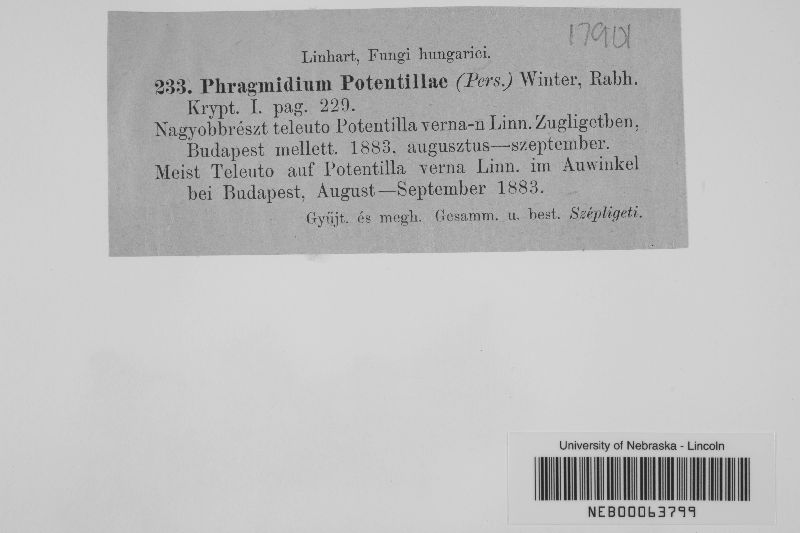 17901
Linhart, Fungi hungarici.
233. Phragmidium Potentillae (Pers.) Winter, Rabh.
Krypt. I. pag. 229.
Nagyobbrészt teleuto Potentilla verna-n Linn. Zugligetben,
Budapest mellett. 1883. augusztus—szeptember.
Meist Teleuto auf Potentilla verna Linn. im Auwinkel
bei Budapest, August—September 1883.
Gyűjt. és megh. Gesamm. u. best. Szépligeti.
University of Nebraska - Lincoln
NEB00063799